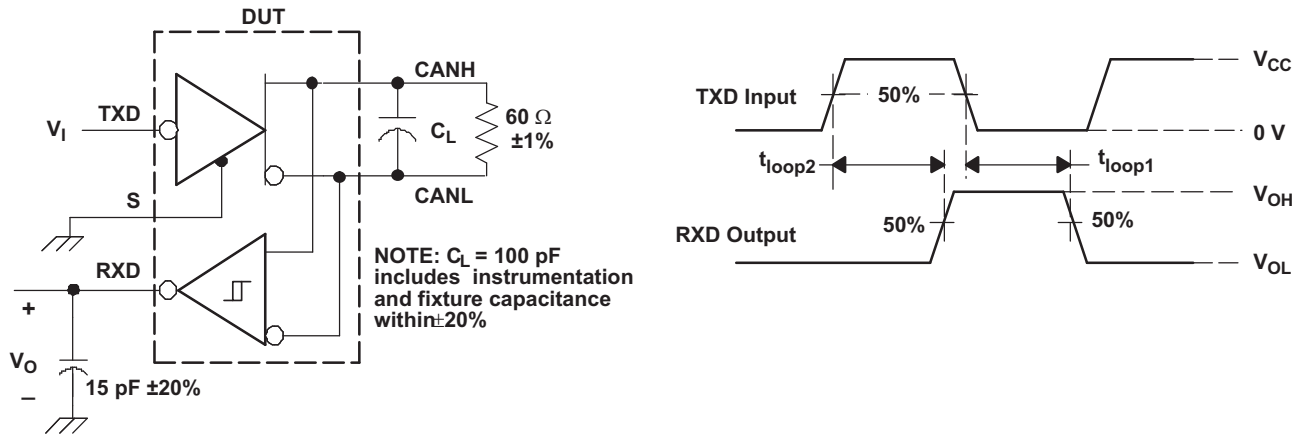 DUT
TXD
V_I
S
RXD
+
V_O
–
15 pF ±20%
CANH
C_L
60 Ω
±1%
CANL
NOTE: C_L = 100 pF
includes instrumentation
and fixture capacitance
within±20%
TXD Input
50%
V_CC
0 V
t_loop2
t_loop1
RXD Output
50%
50%
V_OH
V_OL